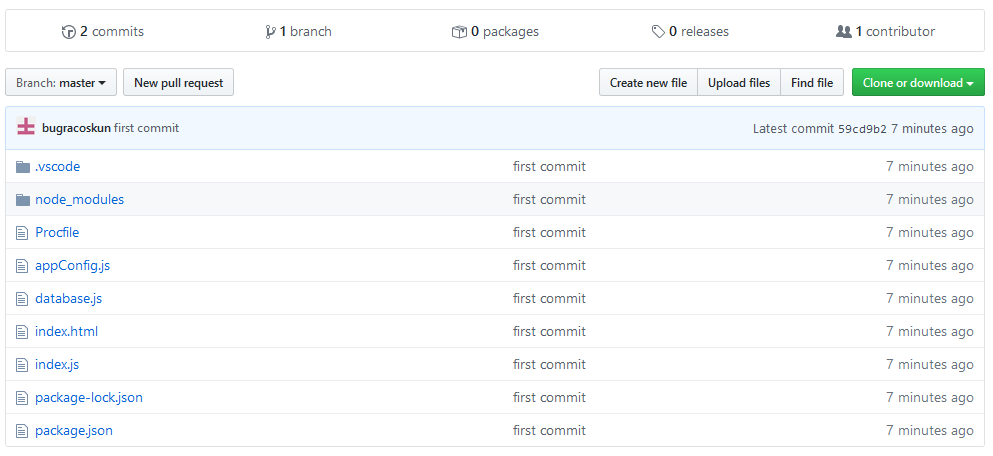 2 commits 1 branch 0 packages 0 releases 1 contributor
Branch: master New pull request Create new file Upload files Find file Clone or download
bugracoskun first commit Latest commit 59cd9b2 7 minutes ago
.vscode first commit 7 minutes ago
node_modules first commit 7 minutes ago
Procfile first commit 7 minutes ago
appConfig.js first commit 7 minutes ago
database.js first commit 7 minutes ago
index.html first commit 7 minutes ago
index.js first commit 7 minutes ago
package-lock.json first commit 7 minutes ago
package.json first commit 7 minutes ago